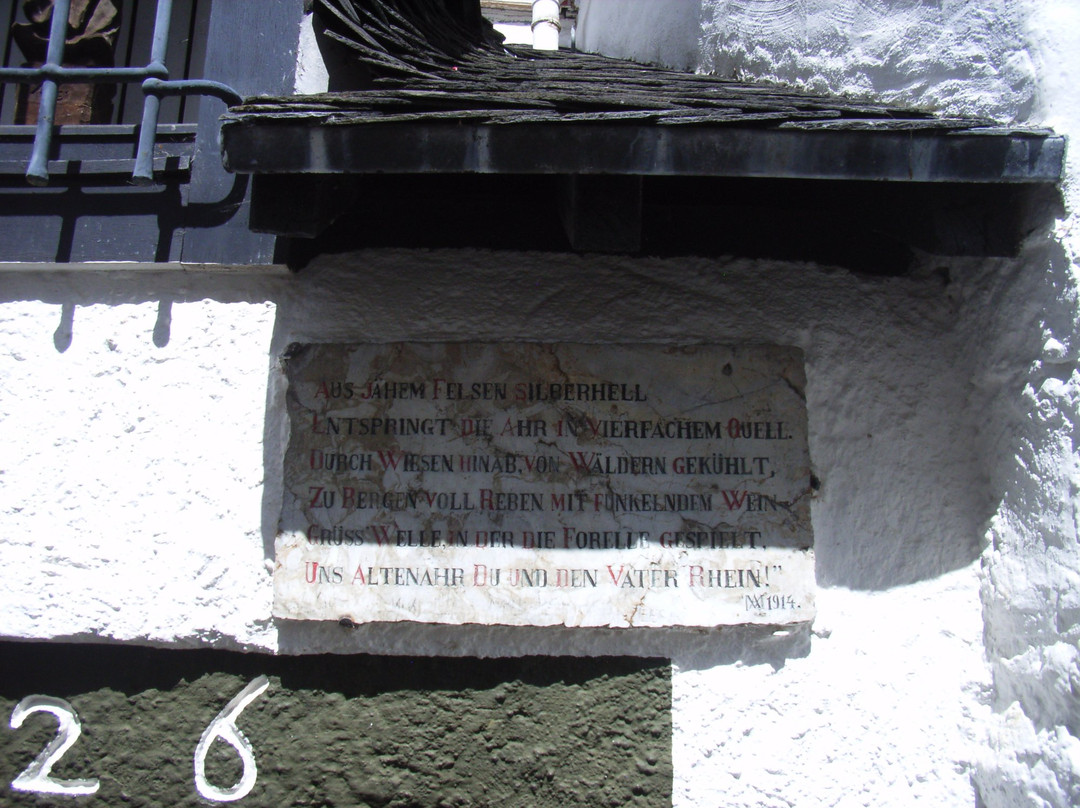 Aus jähem Felsen silberhell
Entspringt die Ahr in vierfachem Quell.
Durch Wiesen hinab, von Wäldern gekühlt,
Zu Bergen voll Reben mit funkelndem Wein
Grüss' Welle, in der die Forelle gespielt,
Uns Altenahr Du und den Vater Rhein!"
1914.
26